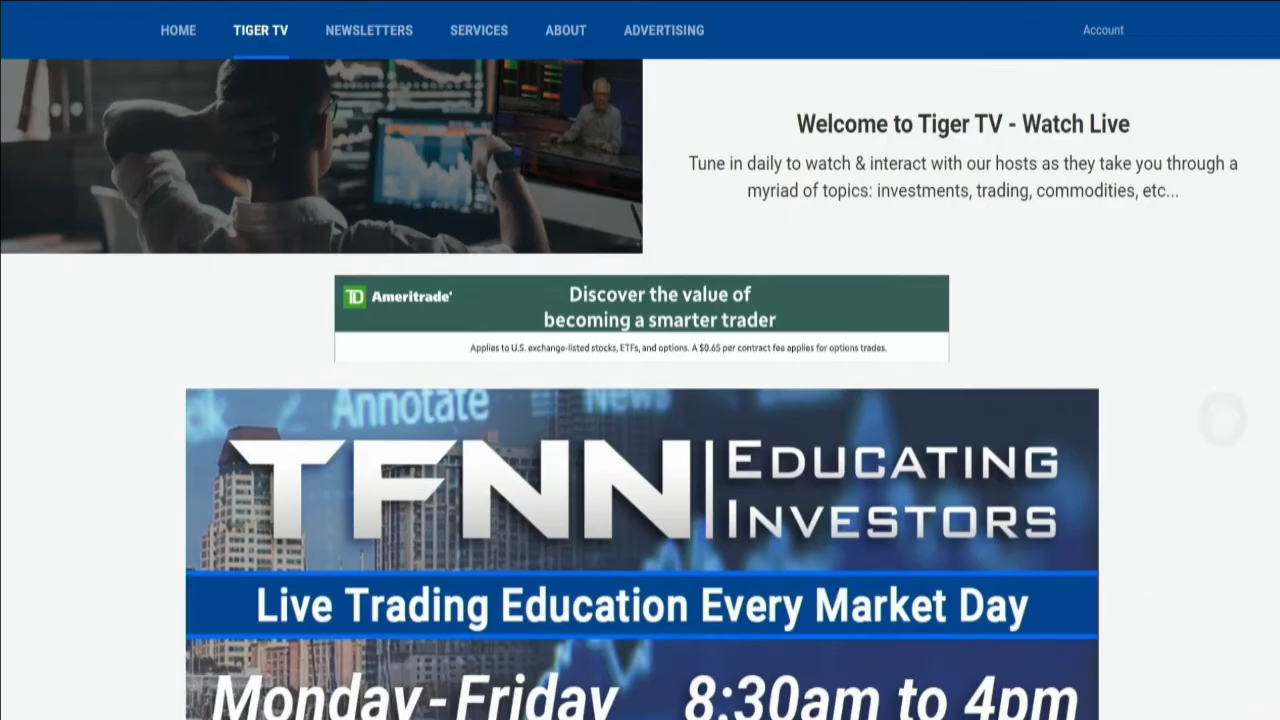 HOME TIGER TV NEWSLETTERS SERVICES ABOUT ADVERTISING Account
Welcome to Tiger TV - Watch Live
Tune in daily to watch & interact with our hosts as they take you through a
myriad of topics: investments, trading, commodities, etc...
TD Ameritrade
Discover the value of
becoming a smarter trader
Applies to U.S. exchange-listed stocks, ETFs, and options. A $0.65 per contract fee applies for options trades.
Annotate News
TFNN EDUCATING
INVESTORS
Live Trading Education Every Market Day
Monday - Friday 8:30am to 4pm